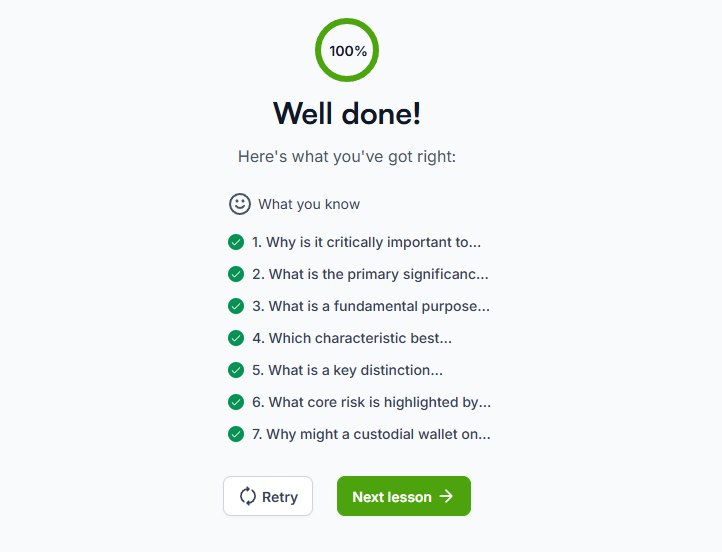 100%
Well done!
Here's what you've got right:
What you know
1. Why is it critically important to...
2. What is the primary significanc...
3. What is a fundamental purpose...
4. Which characteristic best...
5. What is a key distinction...
6. What core risk is highlighted by...
7. Why might a custodial wallet on...
Retry
Next lesson